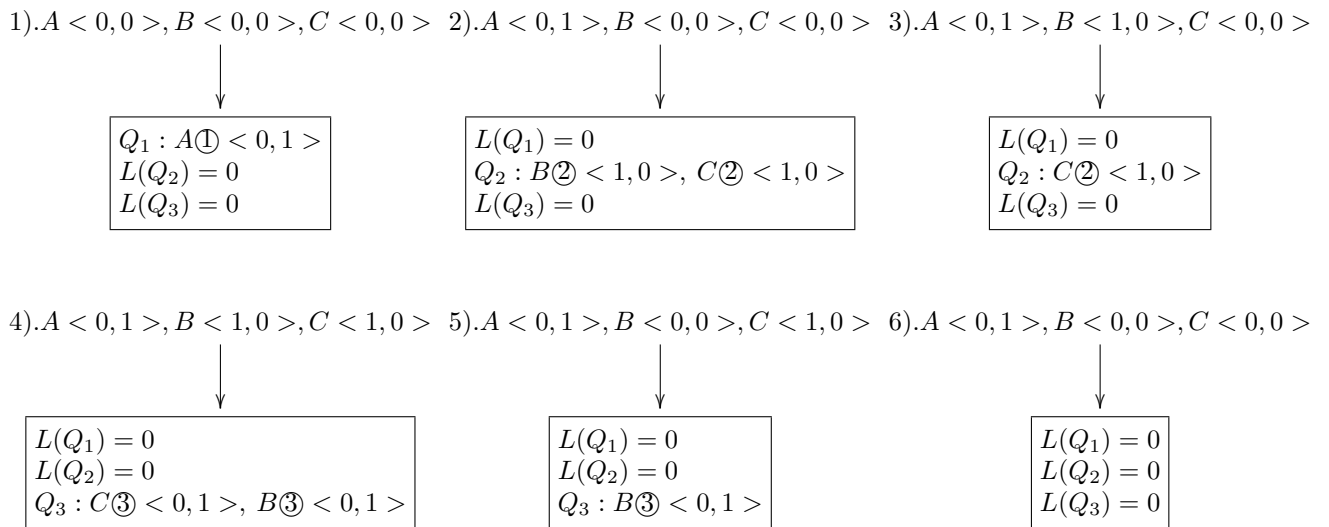 1).A < 0, 0 >, B < 0, 0 >, C < 0, 0 >
Q₁ : A① < 0, 1 >
L(Q₂) = 0
L(Q₃) = 0
2).A < 0, 1 >, B < 0, 0 >, C < 0, 0 >
L(Q₁) = 0
Q₂ : B② < 1, 0 >, C② < 1, 0 >
L(Q₃) = 0
3).A < 0, 1 >, B < 1, 0 >, C < 0, 0 >
L(Q₁) = 0
Q₂ : C② < 1, 0 >
L(Q₃) = 0
4).A < 0, 1 >, B < 1, 0 >, C < 1, 0 >
L(Q₁) = 0
L(Q₂) = 0
Q₃ : C③ < 0, 1 >, B③ < 0, 1 >
5).A < 0, 1 >, B < 0, 0 >, C < 1, 0 >
L(Q₁) = 0
L(Q₂) = 0
Q₃ : B③ < 0, 1 >
6).A < 0, 1 >, B < 0, 0 >, C < 0, 0 >
L(Q₁) = 0
L(Q₂) = 0
L(Q₃) = 0